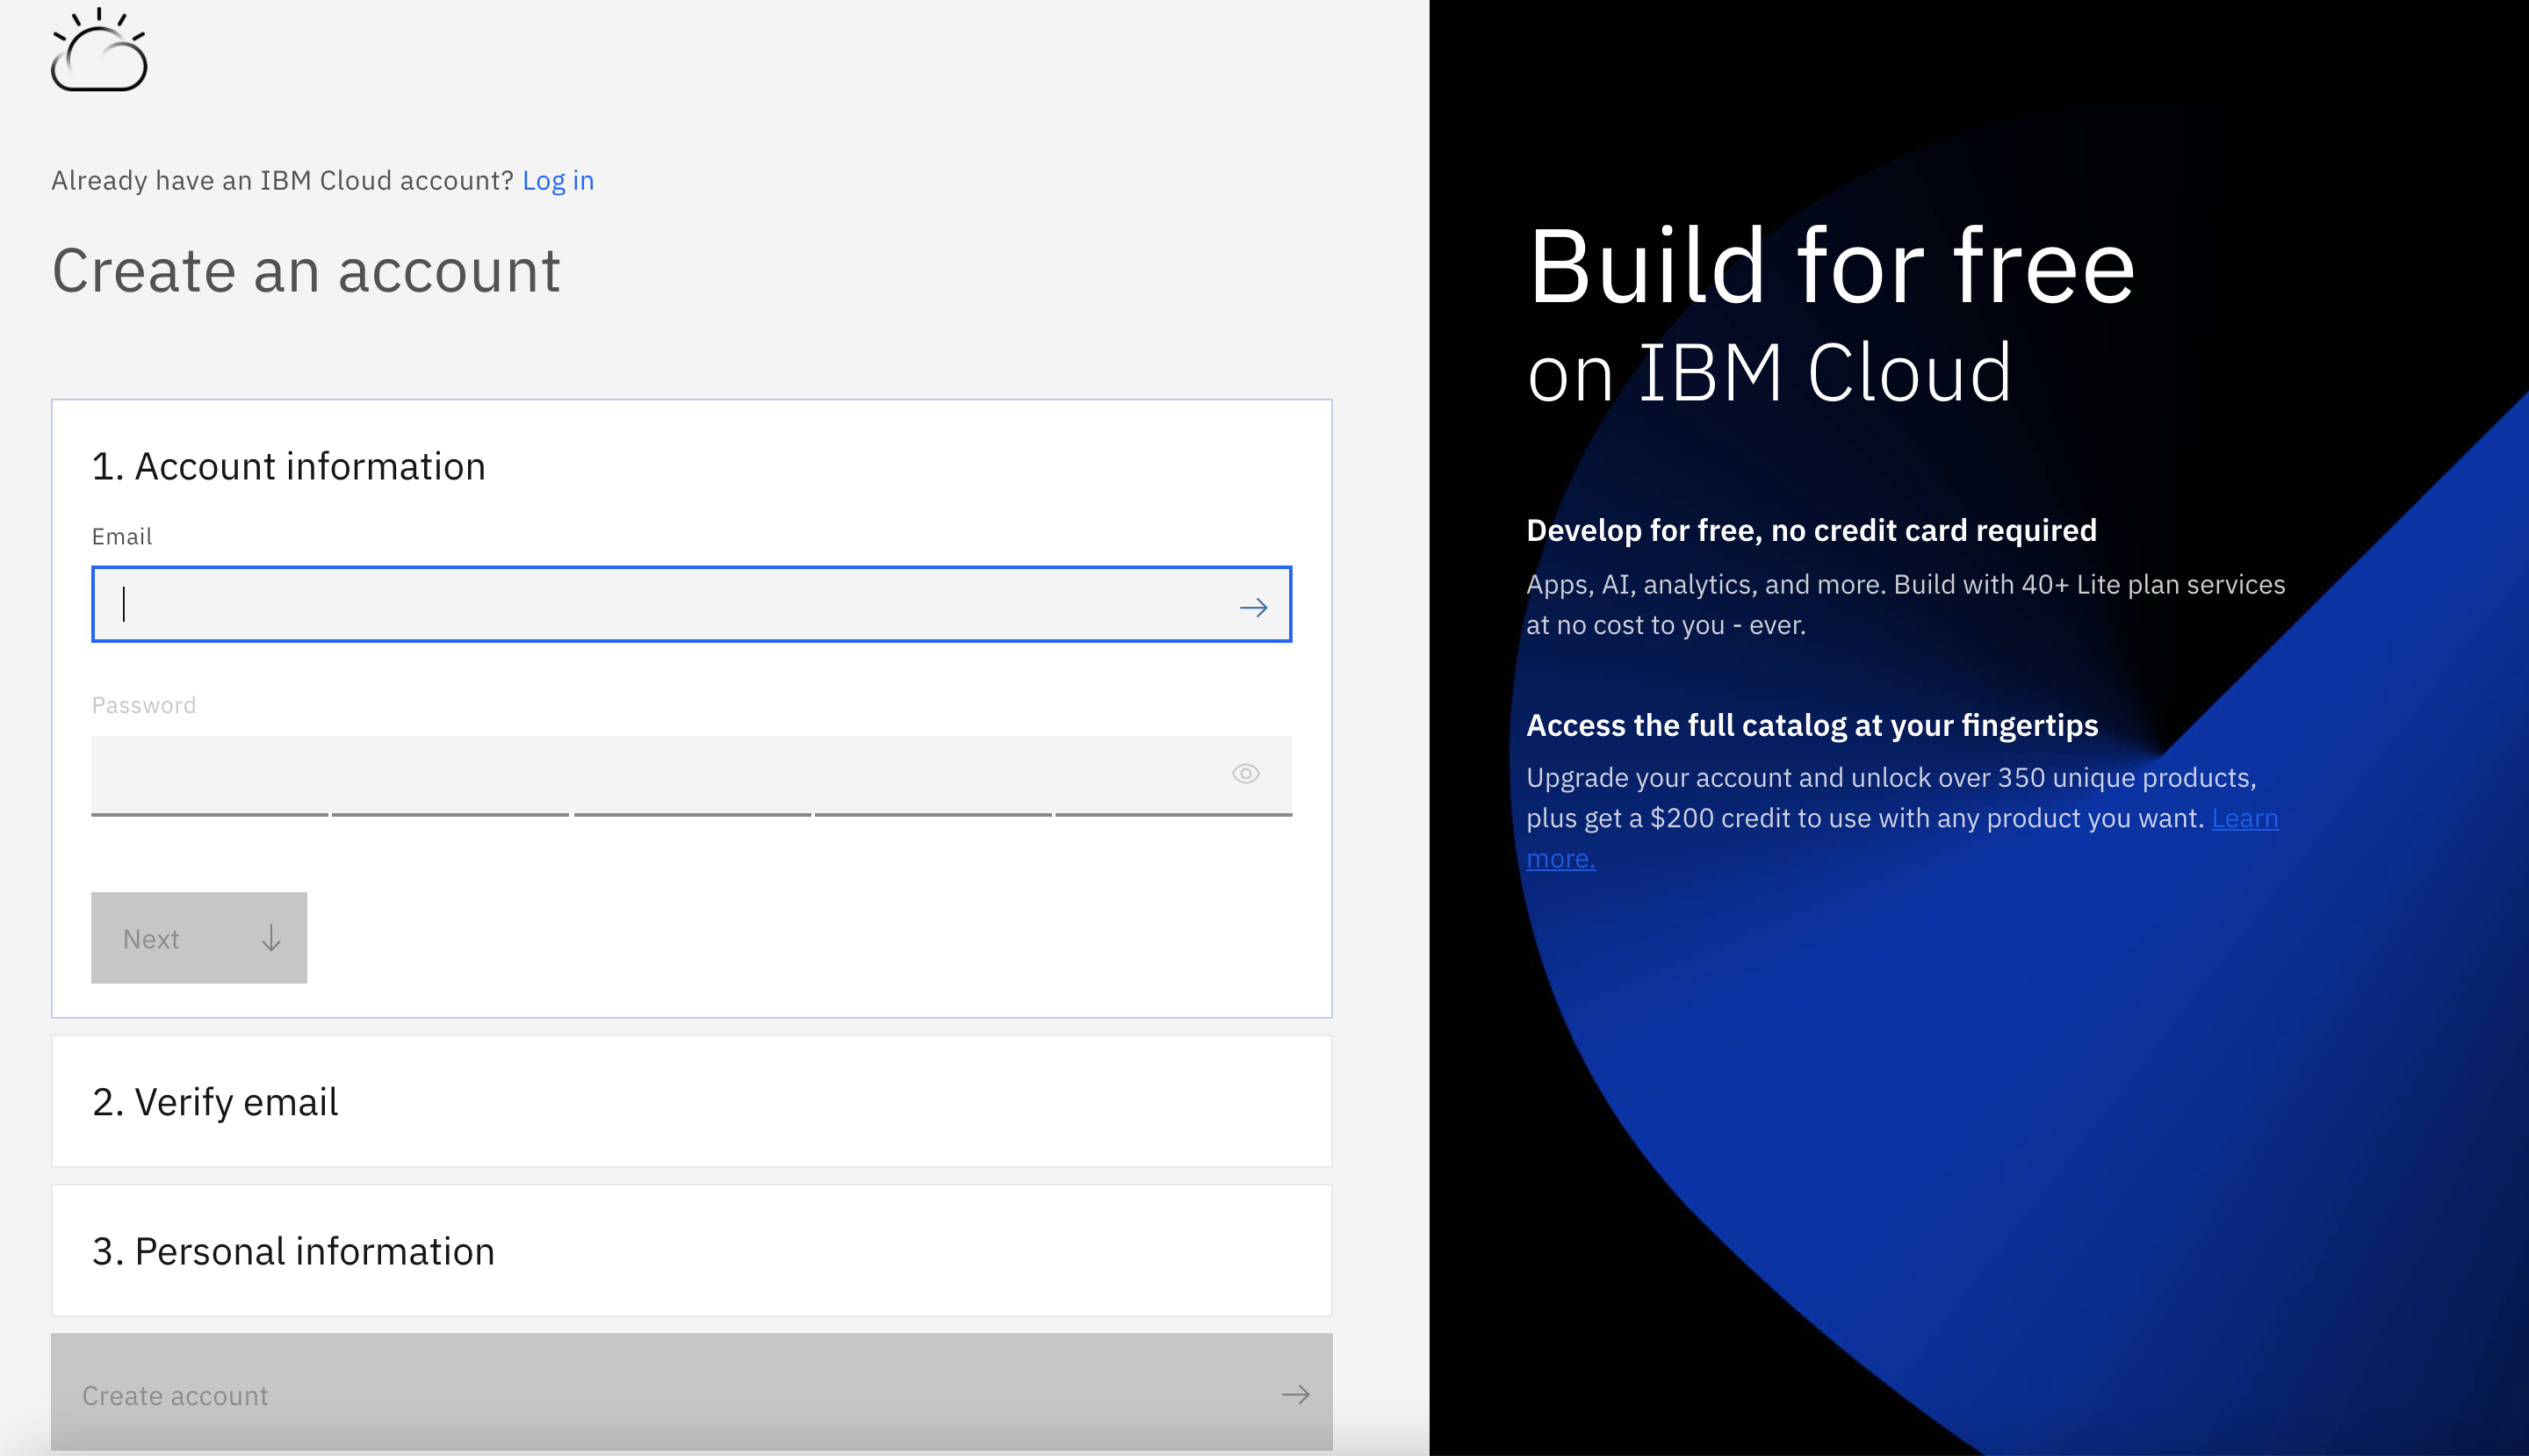 Already have an IBM Cloud account? Log in
Create an account
1. Account information
Email
Password
Next
2. Verify email
3. Personal information
Create account
Build for free
on IBM Cloud
Develop for free, no credit card required
Apps, AI, analytics, and more. Build with 40+ Lite plan services
at no cost to you - ever.
Access the full catalog at your fingertips
Upgrade your account and unlock over 350 unique products,
plus get a $200 credit to use with any product you want. Learn
more.